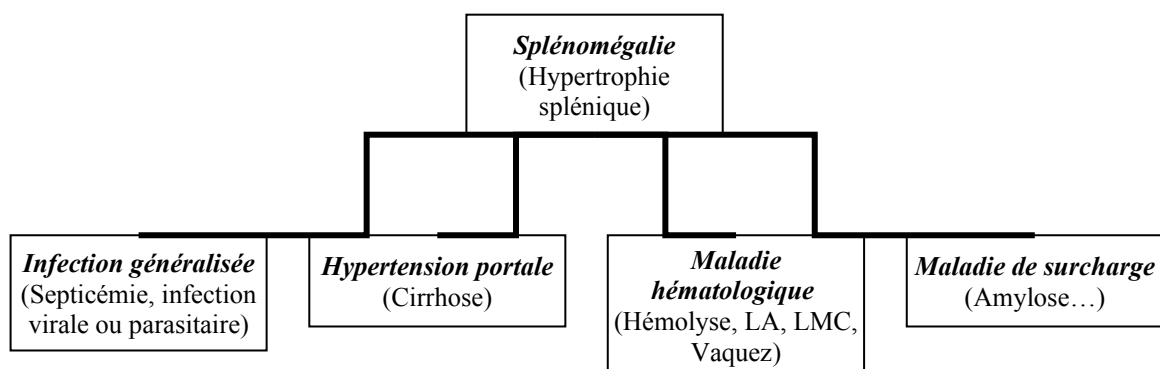 Splénomégalie
(Hypertrophie
splénique)
Infection généralisée
(Septicémie, infection
virale ou parasitaire)
Hypertension portale
(Cirrhose)
Maladie
hématologique
(Hémolyse, LA, LMC,
Vaquez)
Maladie de surcharge
(Amylose…)